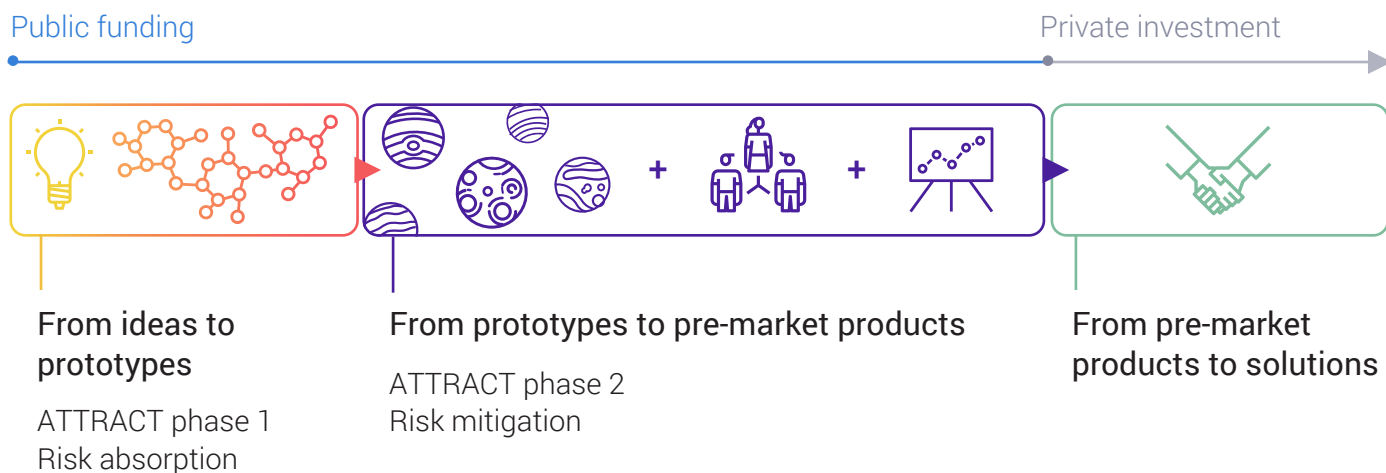 Public funding
Private investment
+
+
From ideas to
prototypes
ATTRACT phase 1
Risk absorption
From prototypes to pre-market products
ATTRACT phase 2
Risk mitigation
From pre-market
products to solutions